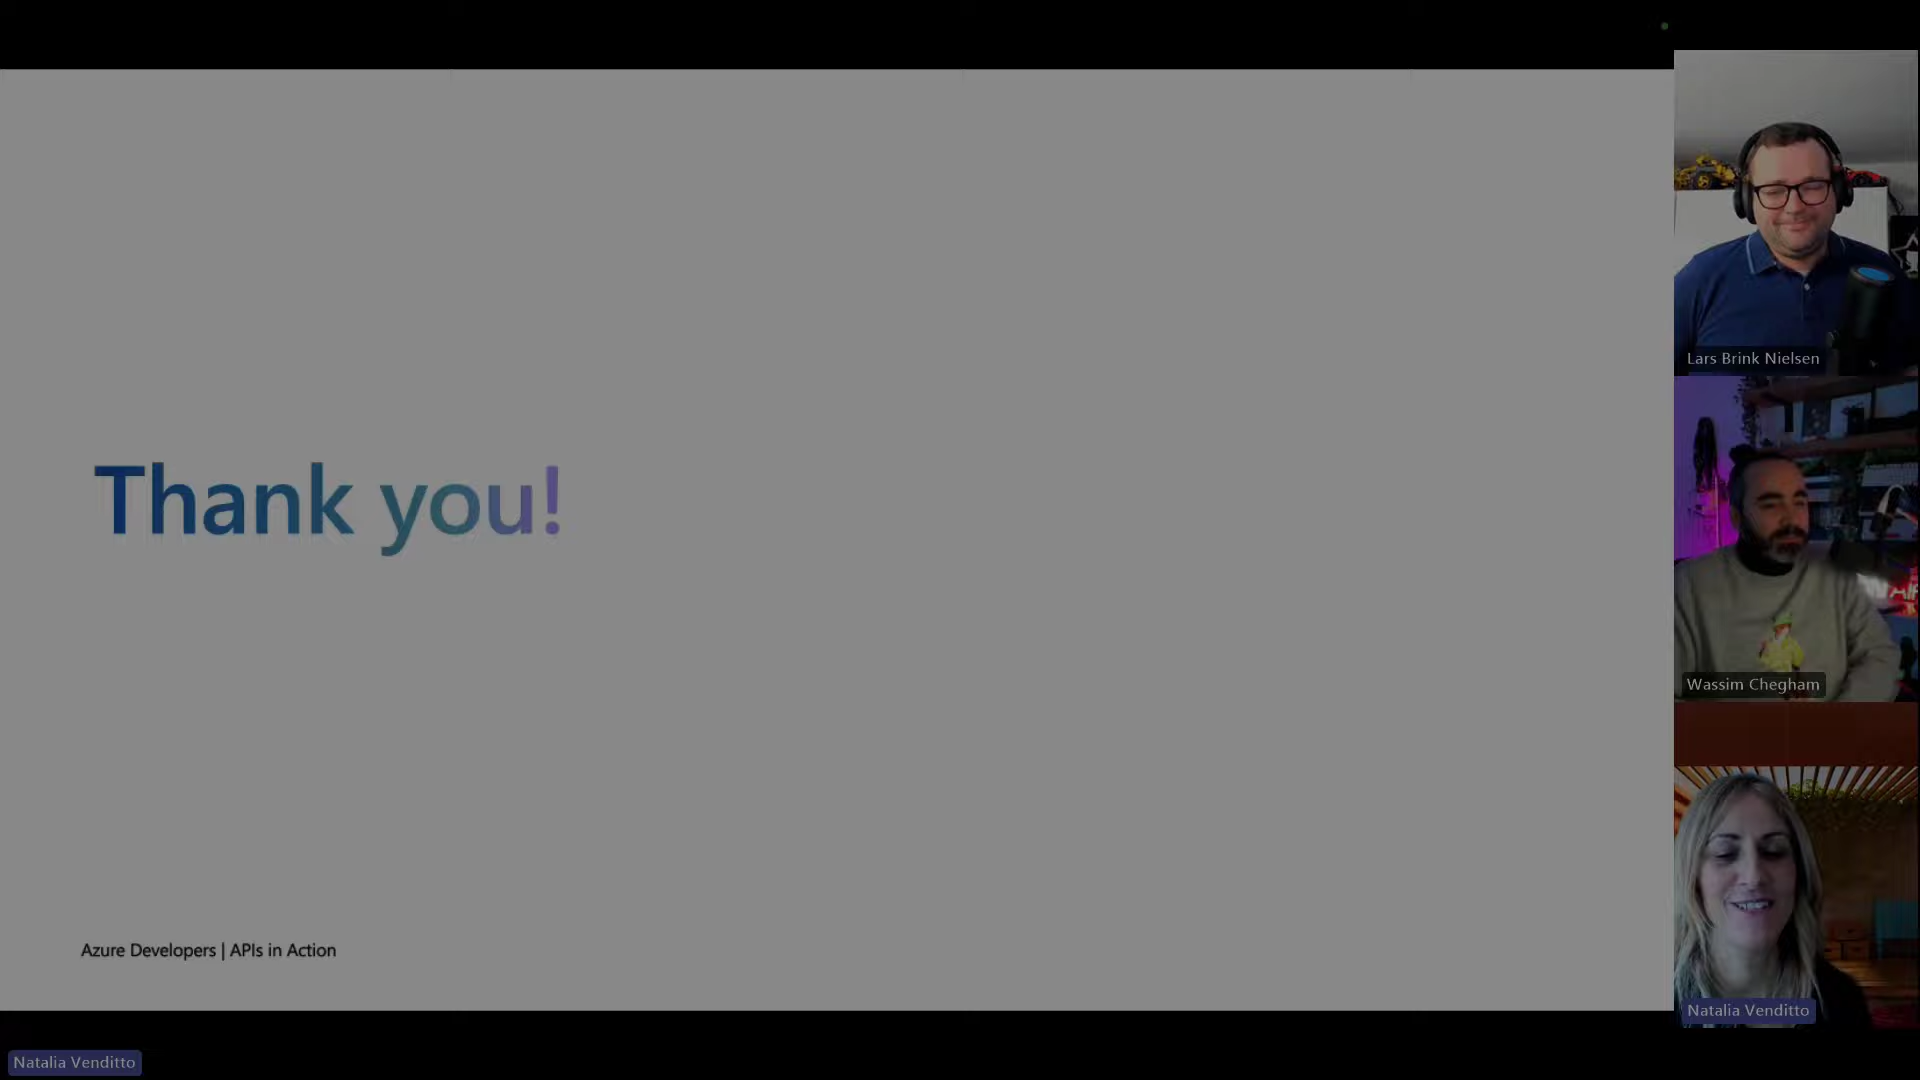 Lars Brink Nielsen
Thank you!
Wassim Chegham
Azure Developers | APIs in Action
Natalia Venditto
Natalia Venditto